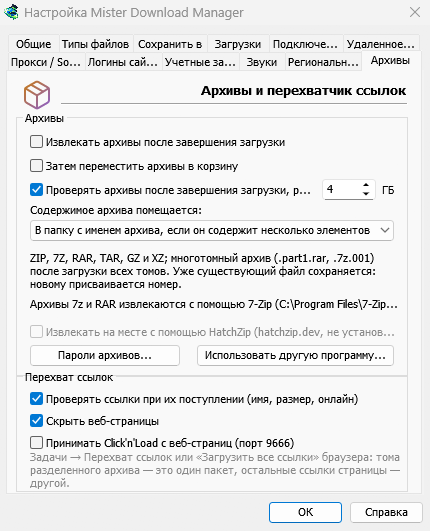 Настройка Mister Download Manager
Общие Типы файлов Сохранить в Загрузки Подключе... Удаленное...
Прокси / So... Логины сай... Учетные за... Звуки Региональн... Архивы
Архивы и перехватчик ссылок
Архивы
Извлекать архивы после завершения загрузки
Затем переместить архивы в корзину
Проверять архивы после завершения загрузки, р... 4 ГБ
Содержимое архива помещается:
В папку с именем архива, если он содержит несколько элементов
ZIP, 7Z, RAR, TAR, GZ и XZ; многотомный архив (.part1.rar, .7z.001)
после загрузки всех томов. Уже существующий файл сохраняется:
новому присваивается номер.
Архивы 7z и RAR извлекаются с помощью 7-Zip (C:\Program Files\7-Zip...
Извлекать на месте с помощью HatchZip (hatchzip.dev, не установ...
Пароли архивов... Использовать другую программу...
Перехват ссылок
Проверять ссылки при их поступлении (имя, размер, онлайн)
Скрыть веб-страницы
Принимать Click'n'Load с веб-страниц (порт 9666)
Задачи → Перехват ссылок или «Загрузить все ссылки» браузера: тома
разделенного архива — это один пакет, остальные ссылки страницы —
другой.
ОК Справка